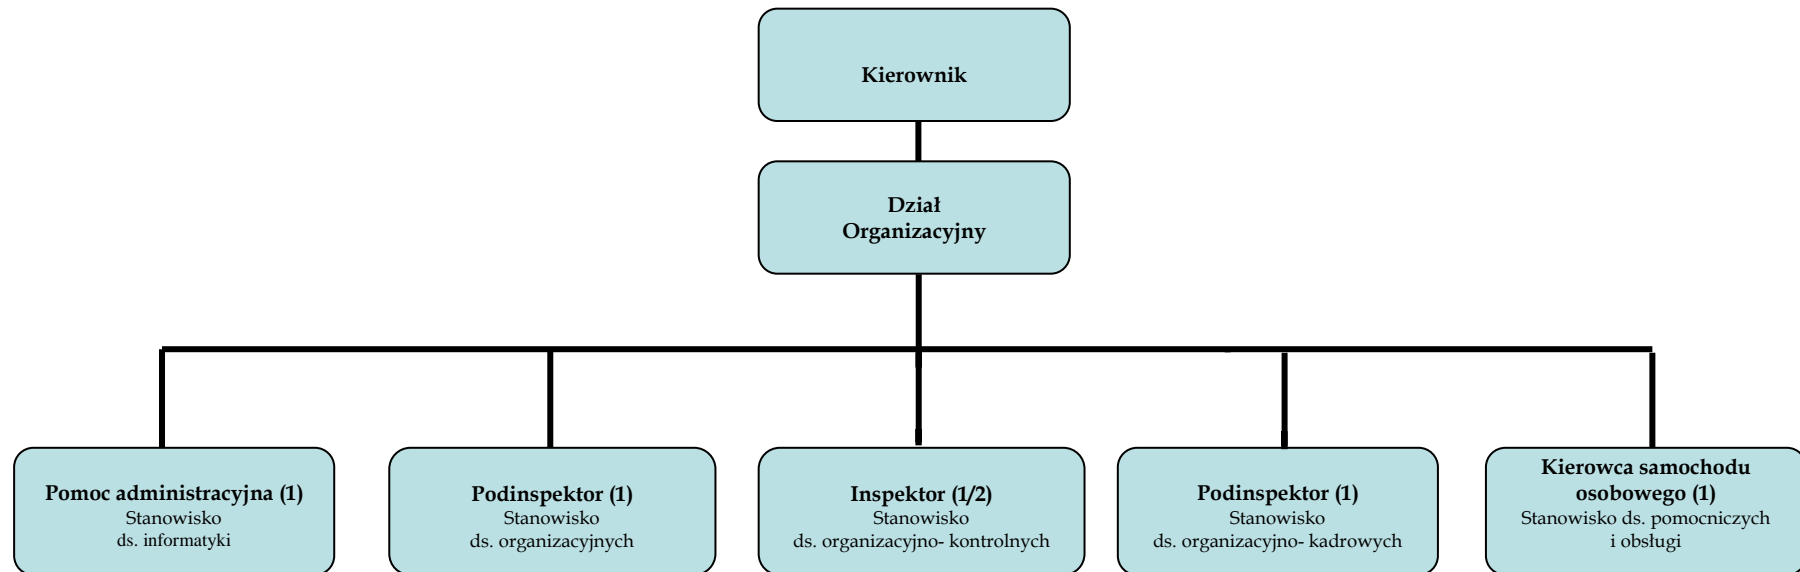 Kierownik
Dział
Organizacyjny
Pomoc administracyjna (1)
Stanowisko
ds. informatyki
Podinspektor (1)
Stanowisko
ds. organizacyjnych
Inspektor (1/2)
Stanowisko
ds. organizacyjno- kontrolnych
Podinspektor (1)
Stanowisko
ds. organizacyjno- kadrowych
Kierowca samochodu
osobowego (1)
Stanowisko ds. pomocniczych
i obsługi